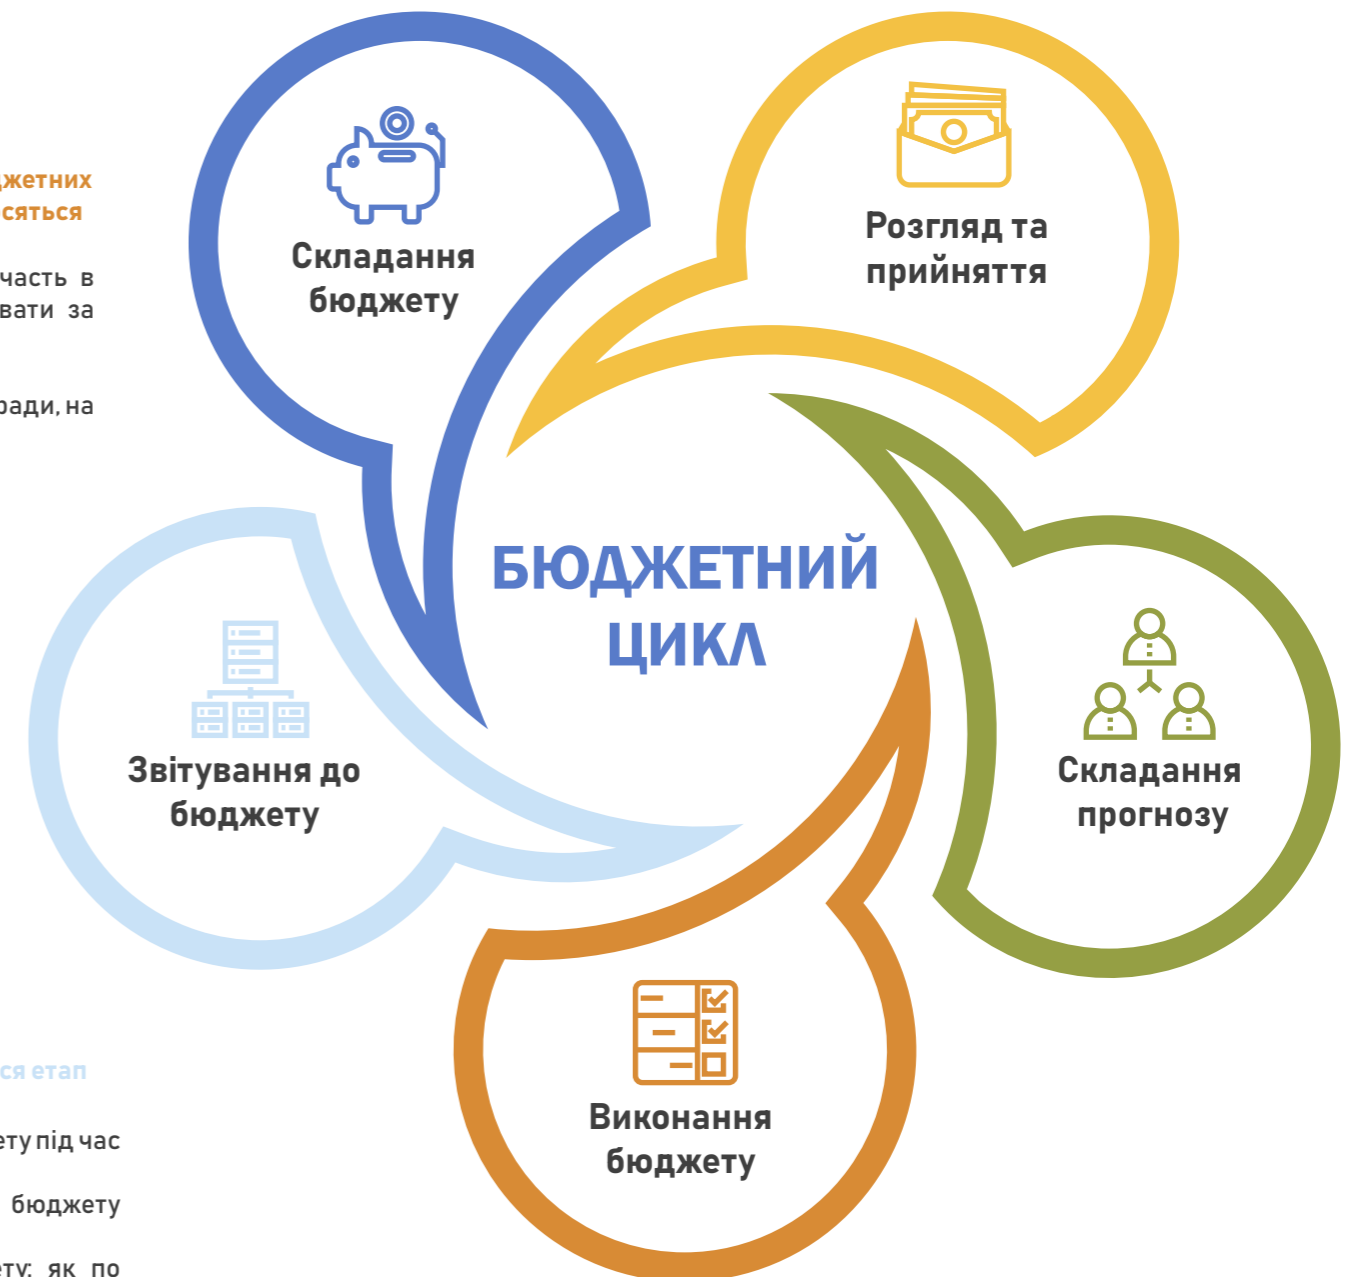 джетних
сяться
часть в
вати за
ради, на
Складання
бюджету
Розгляд та
прийняття
БЮДЖЕТНИЙ
ЦИКЛ
Складання
прогнозу
Звітування до
бюджету
Виконання
бюджету
ся етап
ету під час
бюджету
ету: як по